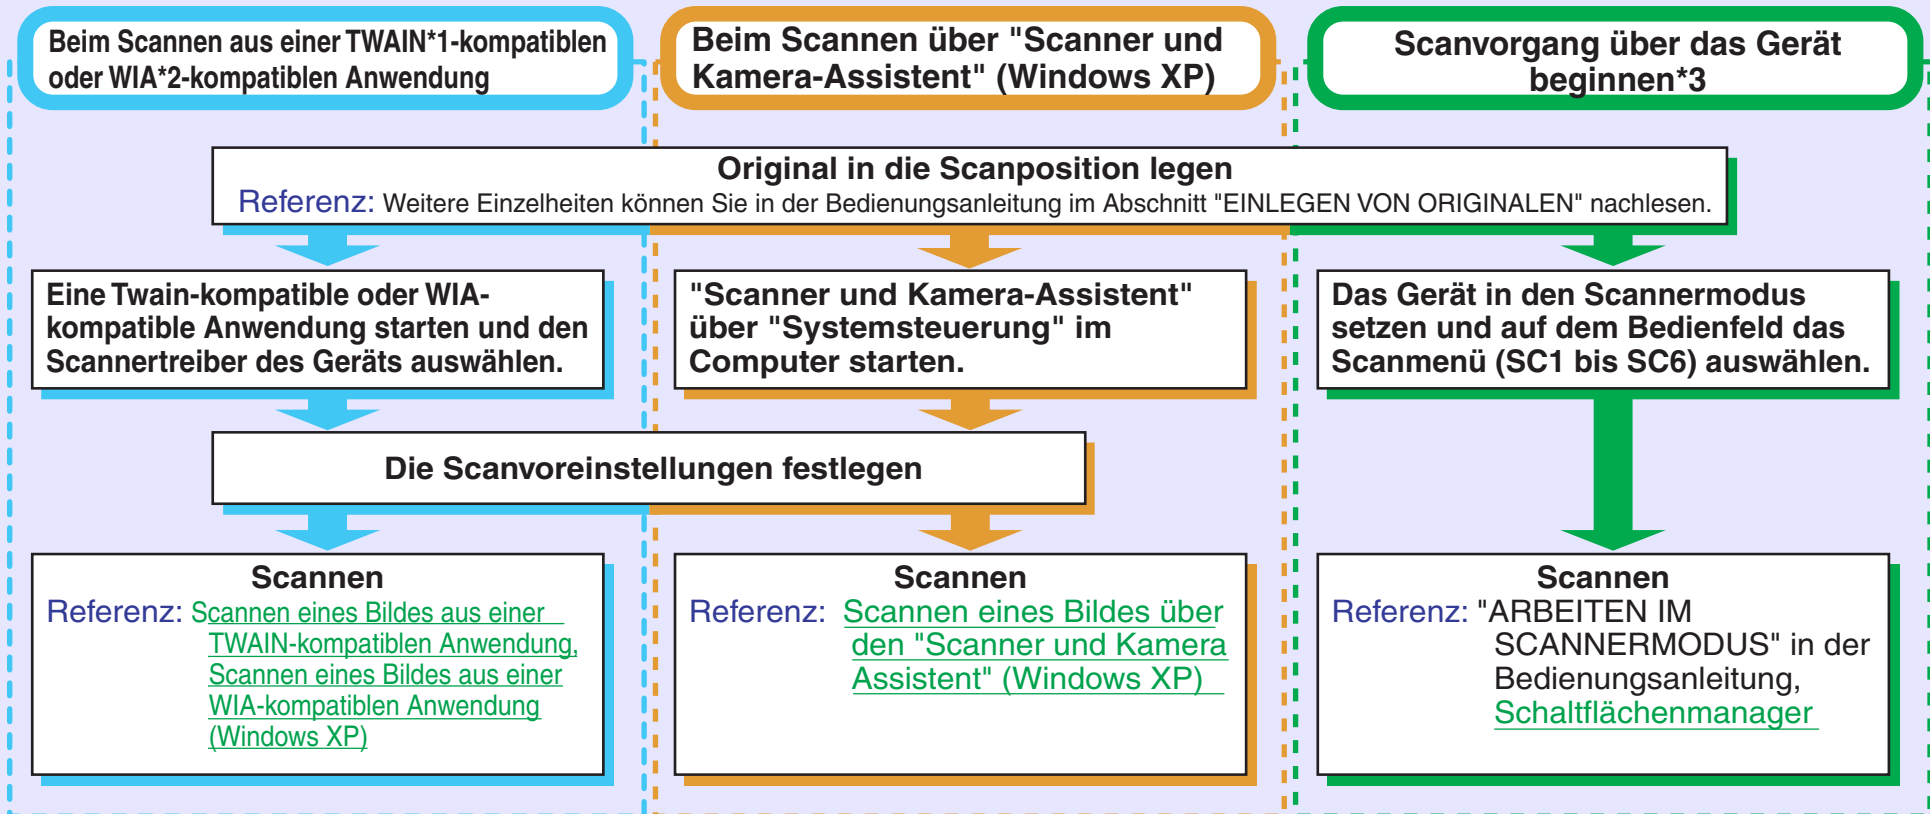 Beim Scannen aus einer TWAIN*1-kompatiblen
oder WIA*2-kompatiblen Anwendung
Beim Scannen über "Scanner und
Kamera-Assistent" (Windows XP)
Scanvorgang über das Gerät
beginnen*3
Original in die Scanposition legen
Referenz: Weitere Einzelheiten können Sie in der Bedienungsanleitung im Abschnitt "EINLEGEN VON ORIGINALEN" nachlesen.
Eine Twain-kompatible oder WIA-
kompatible Anwendung starten und den
Scannertreiber des Geräts auswählen.
"Scanner und Kamera-Assistent"
über "Systemsteuerung" im
Computer starten.
Das Gerät in den Scannermodus
setzen und auf dem Bedienfeld das
Scanmenü (SC1 bis SC6) auswählen.
Die Scanvoreinstellungen festlegen
Scannen
Referenz: Scannen eines Bildes aus einer
TWAIN-kompatiblen Anwendung,
Scannen eines Bildes aus einer
WIA-kompatiblen Anwendung
(Windows XP)
Scannen
Referenz: Scannen eines Bildes über
den "Scanner und Kamera
Assistent" (Windows XP)
Scannen
Referenz: "ARBEITEN IM
SCANNERMODUS" in der
Bedienungsanleitung,
Schaltflächenmanager